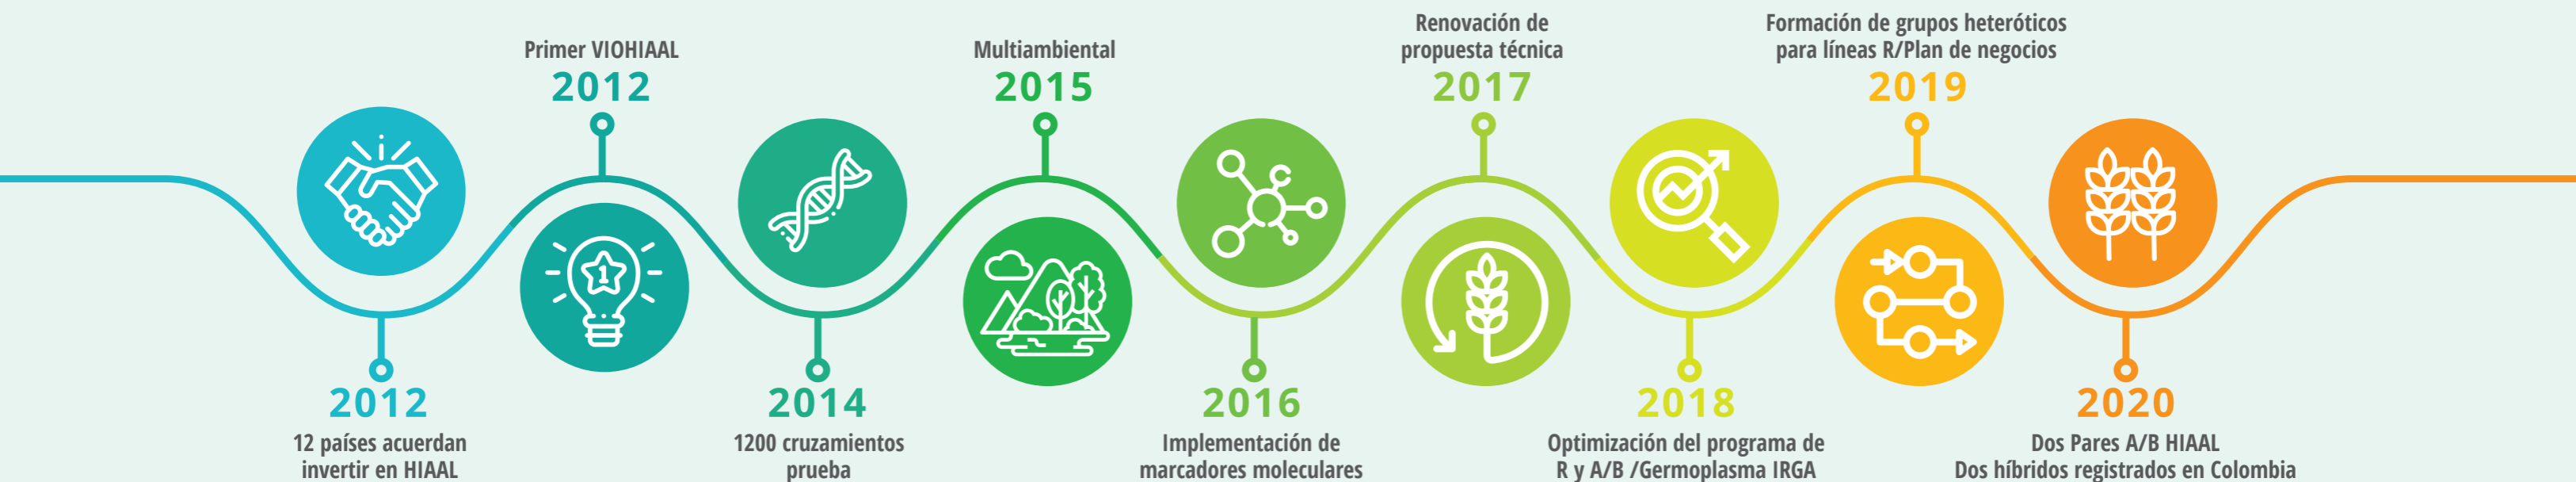 2012
12 países acuerdan
invertir en HIAAL
Primer VIOHIAAL
2012
1
2014
1200 cruzamientos
prueba
Multiambiental
2015
2016
Implementación de
marcadores moleculares
Renovación de
propuesta técnica
2017
2018
Optimización del programa de
R y A/B /Germoplasma IRGA
Formación de grupos heteróticos
para líneas R/Plan de negocios
2019
2020
Dos Pares A/B HIAAL
Dos híbridos registrados en Colombia